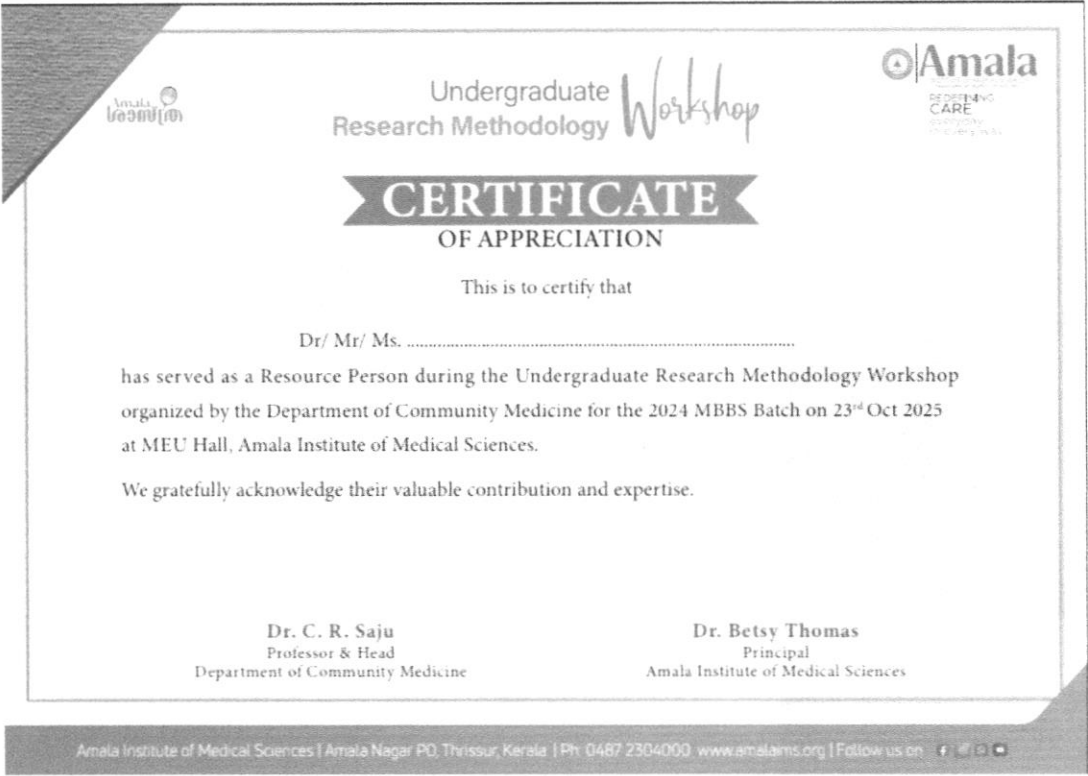 Amala
ശാസ്ത്ര
Undergraduate
Research Methodology Workshop
Amala
REDEFINING
CARE
CERTIFICATE
OF APPRECIATION
This is to certify that
Dr/ Mr/ Ms. ..........................................................................................
has served as a Resource Person during the Undergraduate Research Methodology Workshop
organized by the Department of Community Medicine for the 2024 MBBS Batch on 23rd Oct 2025
at MEU Hall, Amala Institute of Medical Sciences.
We gratefully acknowledge their valuable contribution and expertise.
Dr. C. R. Saju
Professor & Head
Department of Community Medicine
Dr. Betsy Thomas
Principal
Amala Institute of Medical Sciences
Amala Institute of Medical Sciences | Amala Nagar PO, Thrissur, Kerala | Ph: 0487 2304000 www.amalaims.org | Follow us on